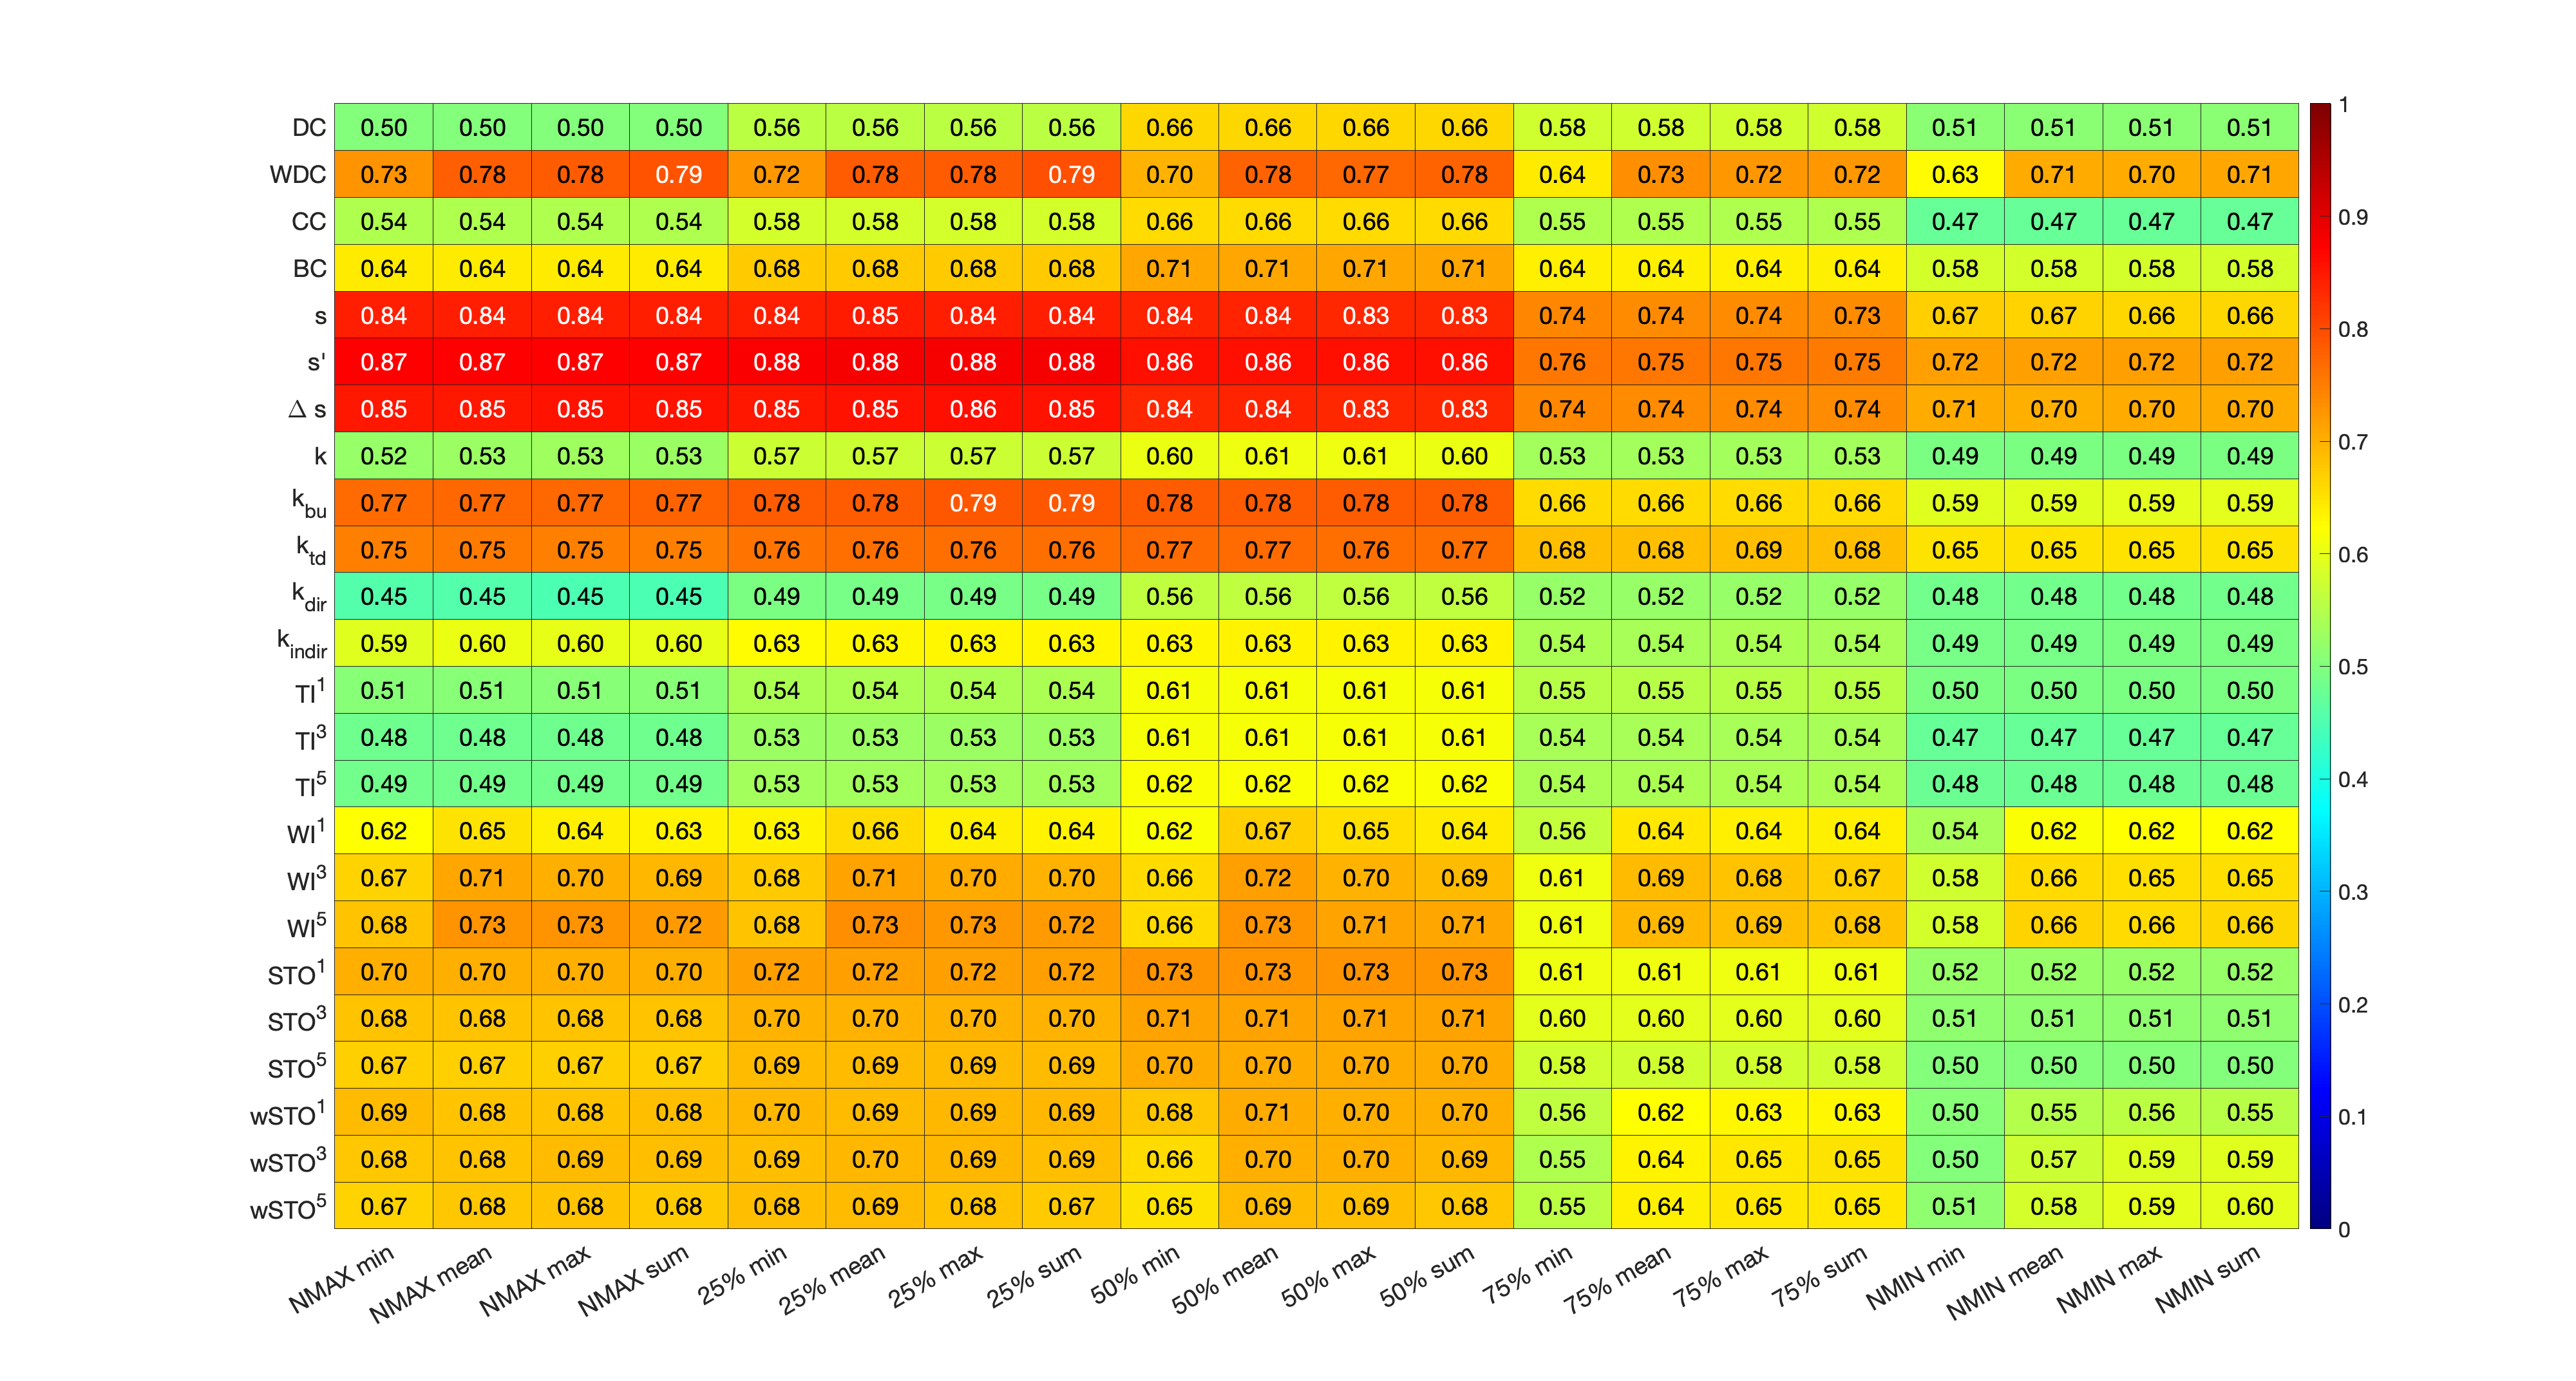 DC 0.50 0.50 0.50 0.50 0.56 0.56 0.56 0.56 0.66 0.66 0.66 0.66 0.58 0.58 0.58 0.58 0.51 0.51 0.51 0.51
WDC 0.73 0.78 0.78 0.79 0.72 0.78 0.78 0.79 0.70 0.78 0.77 0.78 0.64 0.73 0.72 0.72 0.63 0.71 0.70 0.71
CC 0.54 0.54 0.54 0.54 0.58 0.58 0.58 0.58 0.66 0.66 0.66 0.66 0.55 0.55 0.55 0.55 0.47 0.47 0.47 0.47
BC 0.64 0.64 0.64 0.64 0.68 0.68 0.68 0.68 0.71 0.71 0.71 0.71 0.64 0.64 0.64 0.64 0.58 0.58 0.58 0.58
s 0.84 0.84 0.84 0.84 0.84 0.85 0.84 0.84 0.84 0.84 0.83 0.83 0.74 0.74 0.74 0.73 0.67 0.67 0.66 0.66
s' 0.87 0.87 0.87 0.87 0.88 0.88 0.88 0.88 0.86 0.86 0.86 0.86 0.76 0.75 0.75 0.75 0.72 0.72 0.72 0.72
Δ s 0.85 0.85 0.85 0.85 0.85 0.85 0.86 0.85 0.84 0.84 0.83 0.83 0.74 0.74 0.74 0.74 0.71 0.70 0.70 0.70
k 0.52 0.53 0.53 0.53 0.57 0.57 0.57 0.57 0.60 0.61 0.61 0.60 0.53 0.53 0.53 0.53 0.49 0.49 0.49 0.49
k_bu 0.77 0.77 0.77 0.77 0.78 0.78 0.79 0.79 0.78 0.78 0.78 0.78 0.66 0.66 0.66 0.66 0.59 0.59 0.59 0.59
k_td 0.75 0.75 0.75 0.75 0.76 0.76 0.76 0.76 0.77 0.77 0.76 0.77 0.68 0.68 0.69 0.68 0.65 0.65 0.65 0.65
k_dir 0.45 0.45 0.45 0.45 0.49 0.49 0.49 0.49 0.56 0.56 0.56 0.56 0.52 0.52 0.52 0.52 0.48 0.48 0.48 0.48
k_indir 0.59 0.60 0.60 0.60 0.63 0.63 0.63 0.63 0.63 0.63 0.63 0.63 0.54 0.54 0.54 0.54 0.49 0.49 0.49 0.49
TI^1 0.51 0.51 0.51 0.51 0.54 0.54 0.54 0.54 0.61 0.61 0.61 0.61 0.55 0.55 0.55 0.55 0.50 0.50 0.50 0.50
TI^3 0.48 0.48 0.48 0.48 0.53 0.53 0.53 0.53 0.61 0.61 0.61 0.61 0.54 0.54 0.54 0.54 0.47 0.47 0.47 0.47
TI^5 0.49 0.49 0.49 0.49 0.53 0.53 0.53 0.53 0.62 0.62 0.62 0.62 0.54 0.54 0.54 0.54 0.48 0.48 0.48 0.48
WI^1 0.62 0.65 0.64 0.63 0.63 0.66 0.64 0.64 0.62 0.67 0.65 0.64 0.56 0.64 0.64 0.64 0.54 0.62 0.62 0.62
WI^3 0.67 0.71 0.70 0.69 0.68 0.71 0.70 0.70 0.66 0.72 0.70 0.69 0.61 0.69 0.68 0.67 0.58 0.66 0.65 0.65
WI^5 0.68 0.73 0.73 0.72 0.68 0.73 0.73 0.72 0.66 0.73 0.71 0.71 0.61 0.69 0.69 0.68 0.58 0.66 0.66 0.66
STO^1 0.70 0.70 0.70 0.70 0.72 0.72 0.72 0.72 0.73 0.73 0.73 0.73 0.61 0.61 0.61 0.61 0.52 0.52 0.52 0.52
STO^3 0.68 0.68 0.68 0.68 0.70 0.70 0.70 0.70 0.71 0.71 0.71 0.71 0.60 0.60 0.60 0.60 0.51 0.51 0.51 0.51
STO^5 0.67 0.67 0.67 0.67 0.69 0.69 0.69 0.69 0.70 0.70 0.70 0.70 0.58 0.58 0.58 0.58 0.50 0.50 0.50 0.50
wSTO^1 0.69 0.68 0.68 0.68 0.70 0.69 0.69 0.69 0.68 0.71 0.70 0.70 0.56 0.62 0.63 0.63 0.50 0.55 0.56 0.55
wSTO^3 0.68 0.68 0.69 0.69 0.69 0.70 0.69 0.69 0.66 0.70 0.70 0.69 0.55 0.64 0.65 0.65 0.50 0.57 0.59 0.59
wSTO^5 0.67 0.68 0.68 0.68 0.68 0.69 0.68 0.67 0.65 0.69 0.69 0.68 0.55 0.64 0.65 0.65 0.51 0.58 0.59 0.60
NMAX min NMAX mean NMAX max NMAX sum 25% min 25% mean 25% max 25% sum 50% min 50% mean 50% max 50% sum 75% min 75% mean 75% max 75% sum NMIN min NMIN mean NMIN max NMIN sum
1
0.9
0.8
0.7
0.6
0.5
0.4
0.3
0.2
0.1
0